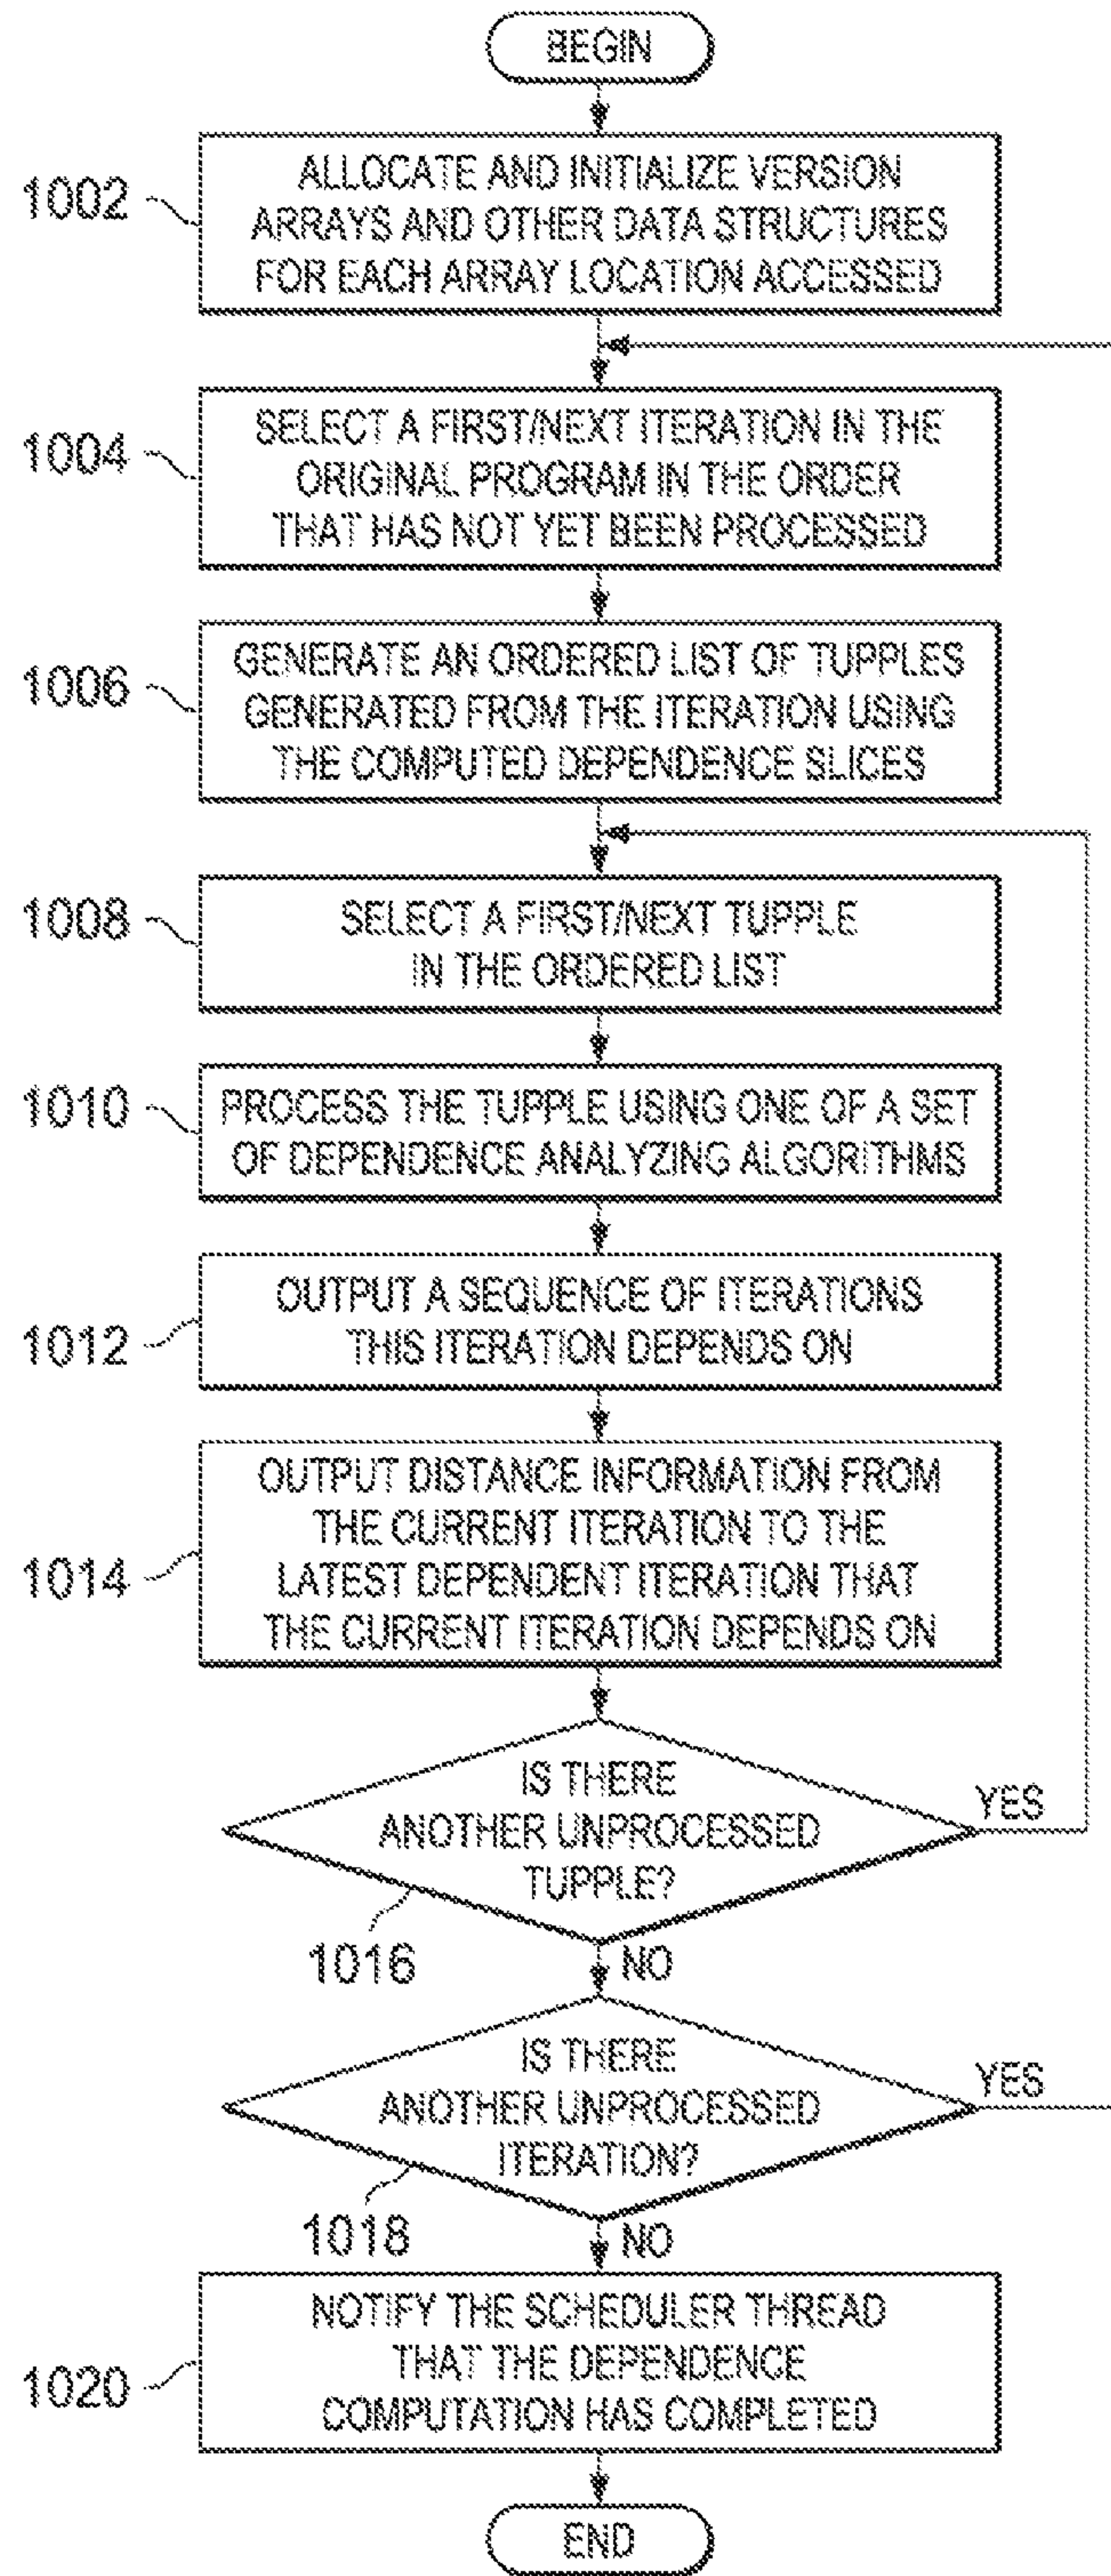 BEGIN
1002
ALLOCATE AND INITIALIZE VERSION
ARRAYS AND OTHER DATA STRUCTURES
FOR EACH ARRAY LOCATION ACCESSED
1004
SELECT A FIRST/NEXT ITERATION IN THE
ORIGINAL PROGRAM IN THE ORDER
THAT HAS NOT YET BEEN PROCESSED
1006
GENERATE AN ORDERED LIST OF TUPPLES
GENERATED FROM THE ITERATION USING
THE COMPUTED DEPENDENCE SLICES
1008
SELECT A FIRST/NEXT TUPPLE
IN THE ORDERED LIST
1010
PROCESS THE TUPPLE USING ONE OF A SET
OF DEPENDENCE ANALYZING ALGORITHMS
1012
OUTPUT A SEQUENCE OF ITERATIONS
THIS ITERATION DEPENDS ON
1014
OUTPUT DISTANCE INFORMATION FROM
THE CURRENT ITERATION TO THE
LATEST DEPENDENT ITERATION THAT
THE CURRENT ITERATION DEPENDS ON
IS THERE
ANOTHER UNPROCESSED
TUPPLE?
YES
1016
NO
IS THERE
ANOTHER UNPROCESSED
ITERATION?
YES
1018
NO
1020
NOTIFY THE SCHEDULER THREAD
THAT THE DEPENDENCE
COMPUTATION HAS COMPLETED
END